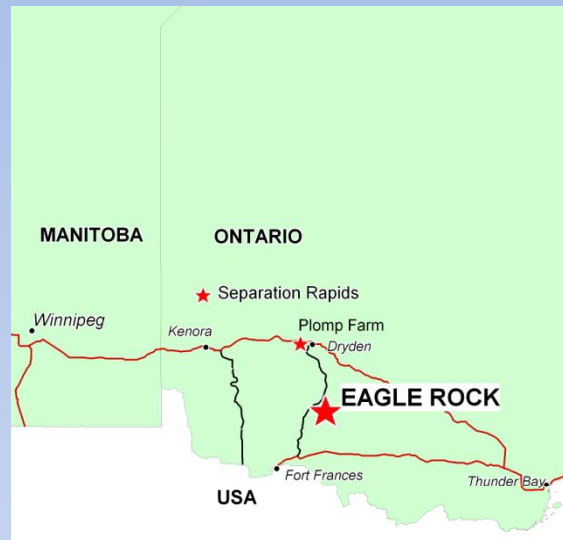 MANITOBA
ONTARIO
Separation Rapids
Winnipeg
Kenora
Plomp Farm
Dryden
EAGLE ROCK
Fort Frances
Thunder Bay
USA